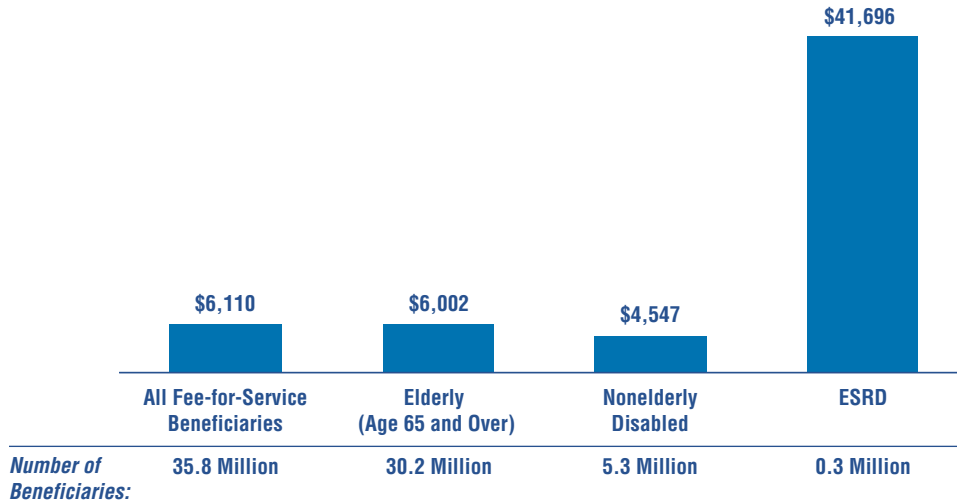 $41,696
$6,110
$6,002
$4,547
All Fee-for-Service
Beneficiaries
Elderly
(Age 65 and Over)
Nonelderly
Disabled
ESRD
Number of
Beneficiaries:
35.8 Million
30.2 Million
5.3 Million
0.3 Million